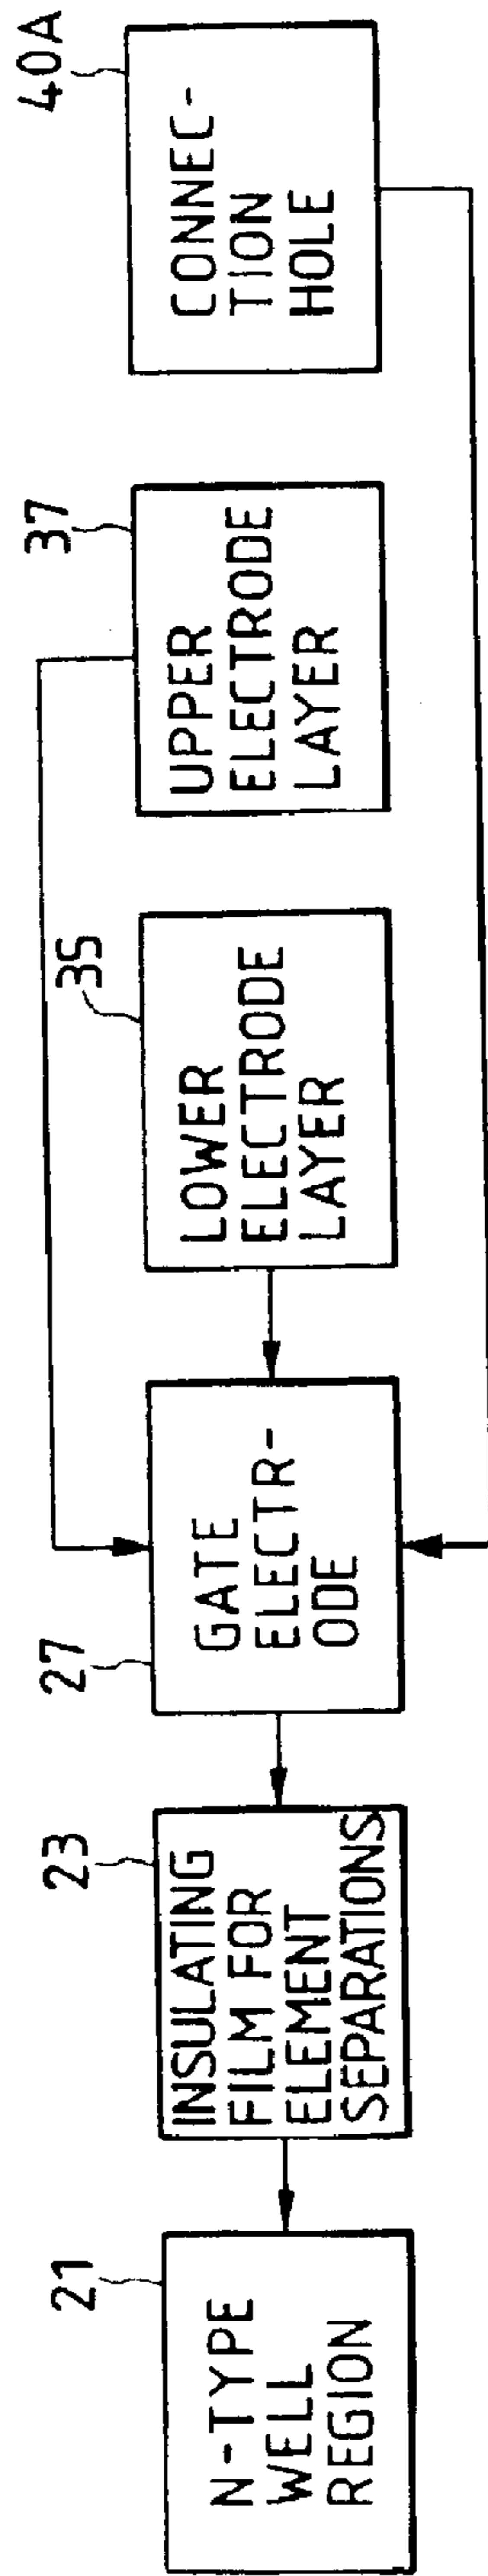 21
N-TYPE
WELL
REGION
23
INSULATING
FILM FOR
ELEMENT
SEPARATIONS
27
GATE
ELECTR-
ODE
35
LOWER
ELECTRODE
LAYER
37
UPPER
ELECTRODE
LAYER
40A
CONNEC-
TION
HOLE